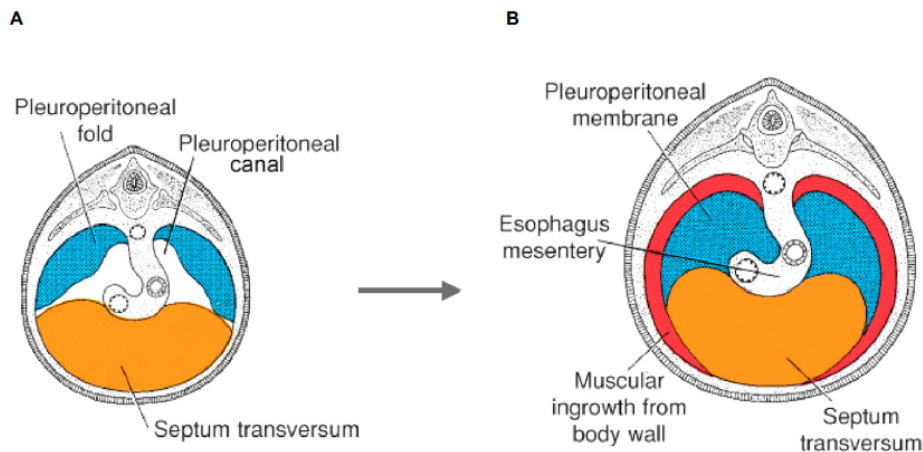 A
B
Pleuroperitoneal
fold
Pleuroperitoneal
canal
Septum transversum
Pleuroperitoneal
membrane
Esophagus
mesentery
Muscular
ingrowth from
body wall
Septum
transversum